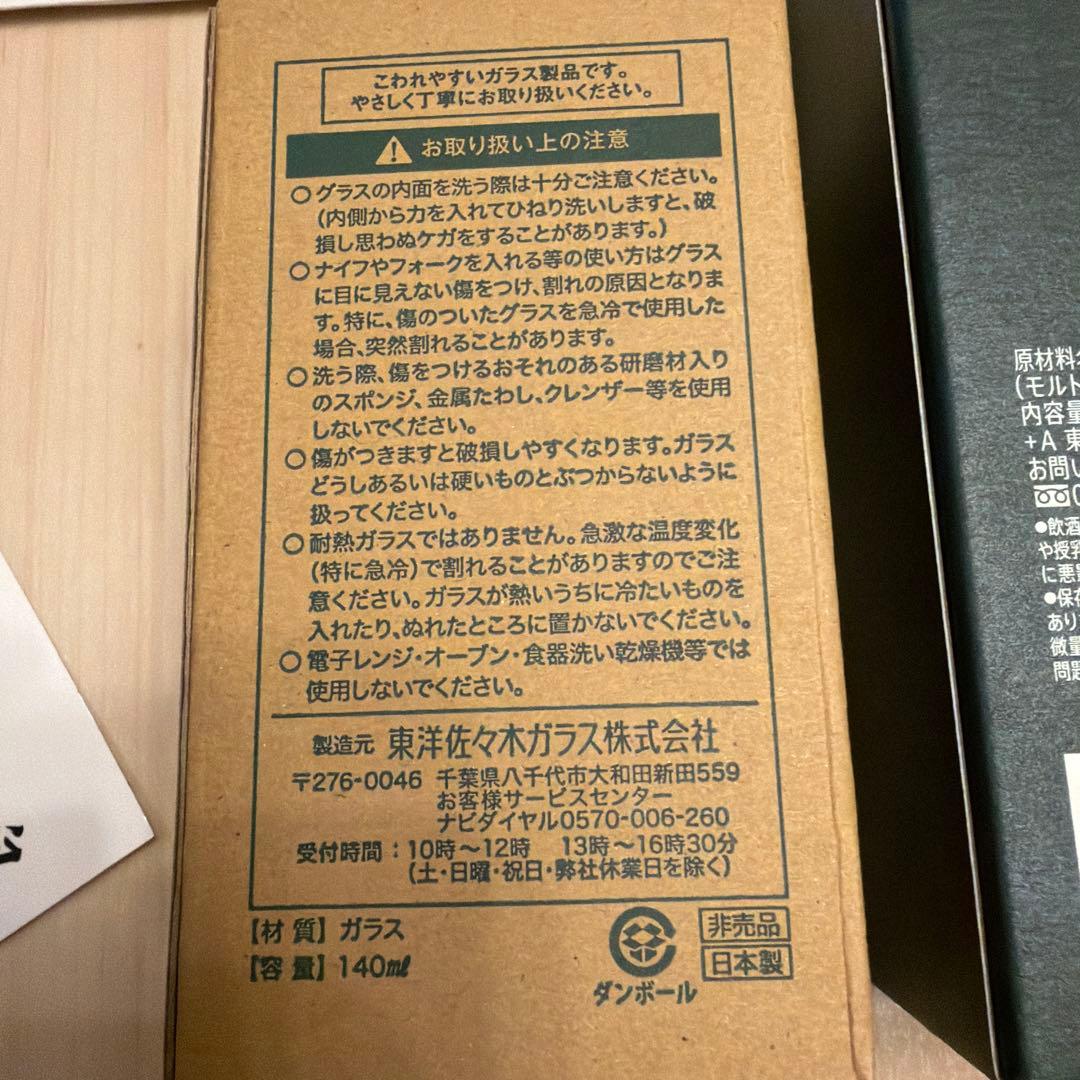 こわれやすいガラス製品です。
やさしく丁寧にお取り扱いください。
お取り扱い上の注意
○グラスの内面を洗う際は十分ご注意ください。
(内側から力を入れてひねり洗いしますと、破
損し思わぬケガをすることがあります。)
○ナイフやフォークを入れる等の使い方はグラス
に目に見えない傷をつけ、割れの原因となりま
す。特に、傷のついたグラスを急冷で使用した
場合、突然割れることがあります。
○洗う際、傷をつけるおそれのある研磨材入り
のスポンジ、金属たわし、クレンザー等を使用
しないでください。
○傷がつきますと破損しやすくなります。ガラス
どうしあるいは硬いものとぶつからないように
扱ってください。
○耐熱ガラスではありません。急激な温度変化
(特に急冷)で割れることがありますのでご注
意ください。ガラスが熱いうちに冷たいものを
入れたり、ぬれたところに置かないでください。
○電子レンジ・オーブン・食器洗い乾燥機等では
使用しないでください。
製造元 東洋佐々木ガラス株式会社
〒276-0046 千葉県八千代市大和田新田559
お客様サービスセンター
ナビダイヤル0570-006-260
受付時間:10時～12時 13時～16時30分
(土・日曜・祝日・弊社休業日を除く)
【材 質】 ガラス
【容 量】 140㎖
ダンボール
非売品
日本製
原材料
(モルト
内容量
+A 東
お問い
●飲酒
や授乳
に悪
●保存
あり
微量
問題